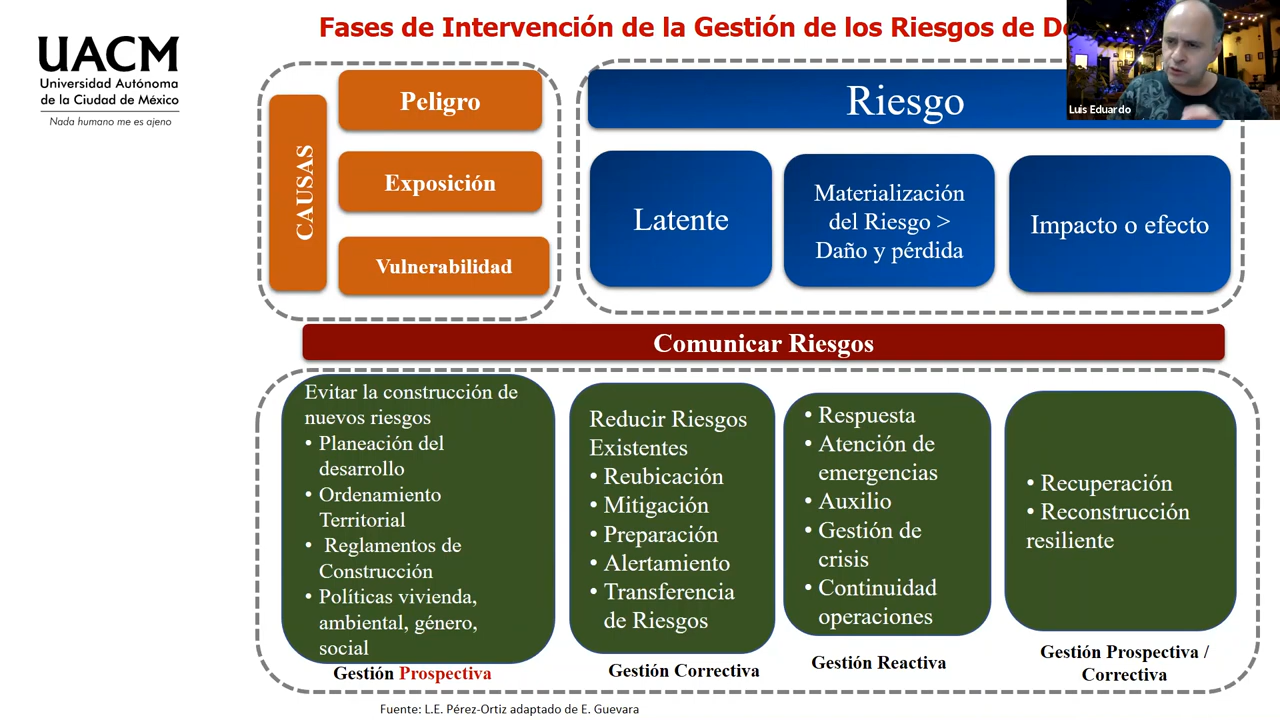 Fases de Intervención de la Gestión de los Riesgos de
UACM
Universidad Autónoma
de la Ciudad de México
Nada humano me es ajeno
Luis Eduardo
CAUSAS
Peligro
Exposición
Vulnerabilidad
Riesgo
Latente
Materialización
del Riesgo >
Daño y pérdida
Impacto o efecto
Comunicar Riesgos
Evitar la construcción de
nuevos riesgos
• Planeación del
desarrollo
• Ordenamiento
Territorial
• Reglamentos de
Construcción
• Políticas vivienda,
ambiental, género,
social
Gestión Prospectiva
Reducir Riesgos
Existentes
• Reubicación
• Mitigación
• Preparación
• Alertamiento
• Transferencia
de Riesgos
Gestión Correctiva
• Respuesta
• Atención de
emergencias
• Auxilio
• Gestión de
crisis
• Continuidad
operaciones
Gestión Reactiva
• Recuperación
• Reconstrucción
resiliente
Gestión Prospectiva /
Correctiva
Fuente: L.E. Pérez-Ortiz adaptado de E. Guevara